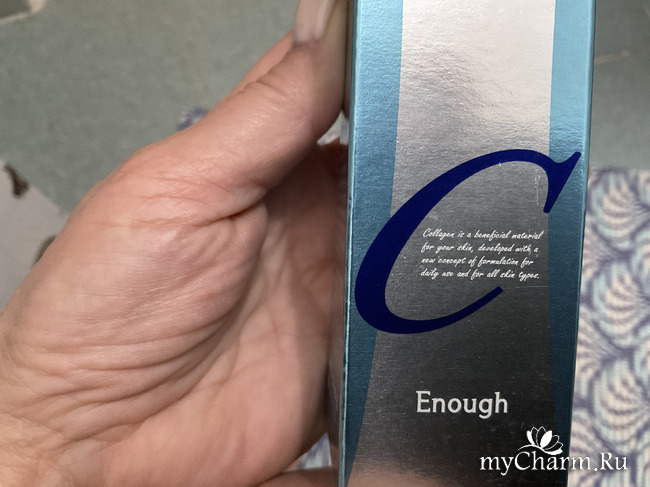 C
Collagen is a beneficial material
for your skin, developed with a
new concept of formulation for
daily use and for all skin types.
Enough
myCharm.Ru